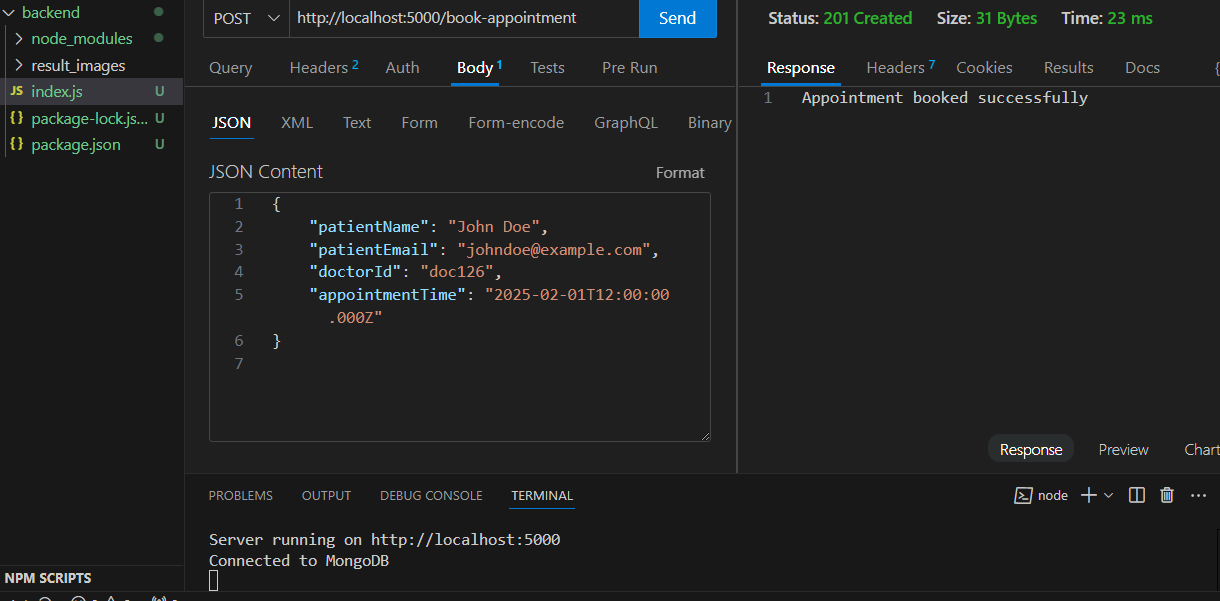 backend
node_modules
result_images
JS index.js U
{} package-lock.js... U
{} package.json U
NPM SCRIPTS
POST http://localhost:5000/book-appointment Send
Query Headers 2 Auth Body 1 Tests Pre Run
JSON XML Text Form Form-encode GraphQL Binary
JSON Content Format
1 {
2 "patientName": "John Doe",
3 "patientEmail": "johndoe@example.com",
4 "doctorId": "doc126",
5 "appointmentTime": "2025-02-01T12:00:00
.000Z"
6 }
7
Status: 201 Created Size: 31 Bytes Time: 23 ms
Response Headers 7 Cookies Results Docs {
1 Appointment booked successfully
Response Preview Chart
PROBLEMS OUTPUT DEBUG CONSOLE TERMINAL node
Server running on http://localhost:5000
Connected to MongoDB